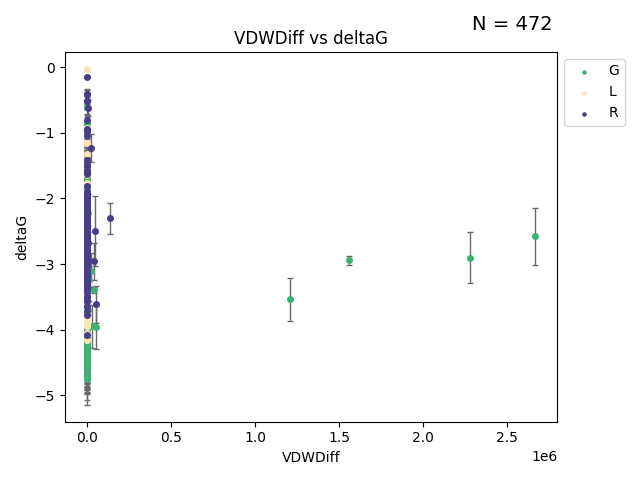 N = 472
VDWDiff vs deltaG
G
L
R
deltaG
0
−1
−2
−3
−4
−5
0.0 0.5 1.0 1.5 2.0 2.5
1e6
VDWDiff